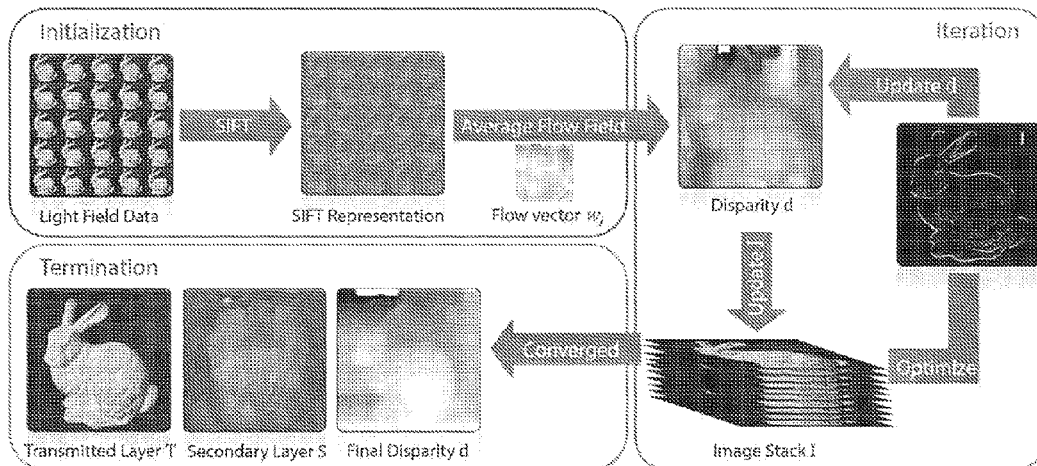 Initialization
SIFT
Average Flow Field
Light Field Data
SIFT Representation
Flow vector w_j
Iteration
Update d
Disparity d
Update I
Optimize
Image Stack I
Converged
Termination
Transmitted Layer T
Secondary Layer S
Final Disparity d